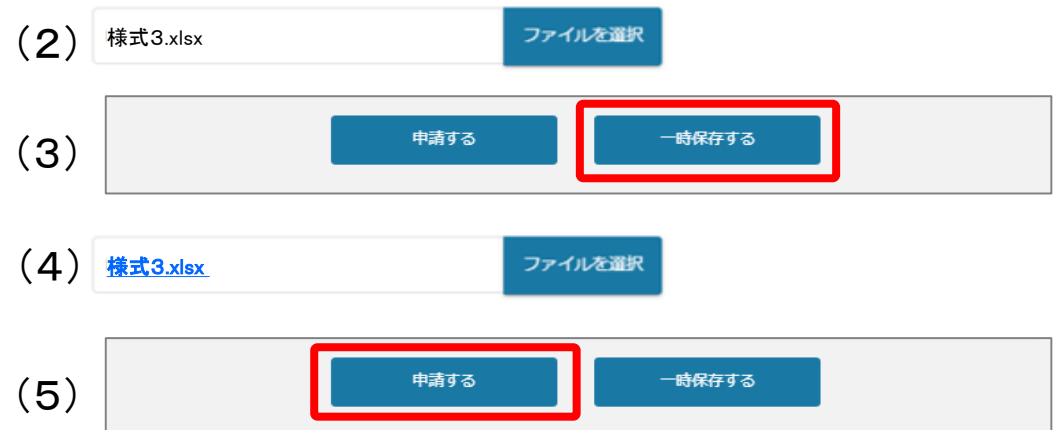 （2） 様式3.xlsx ファイルを選択
（3） 申請する 一時保存する
（4） 様式3.xlsx ファイルを選択
（5） 申請する 一時保存する